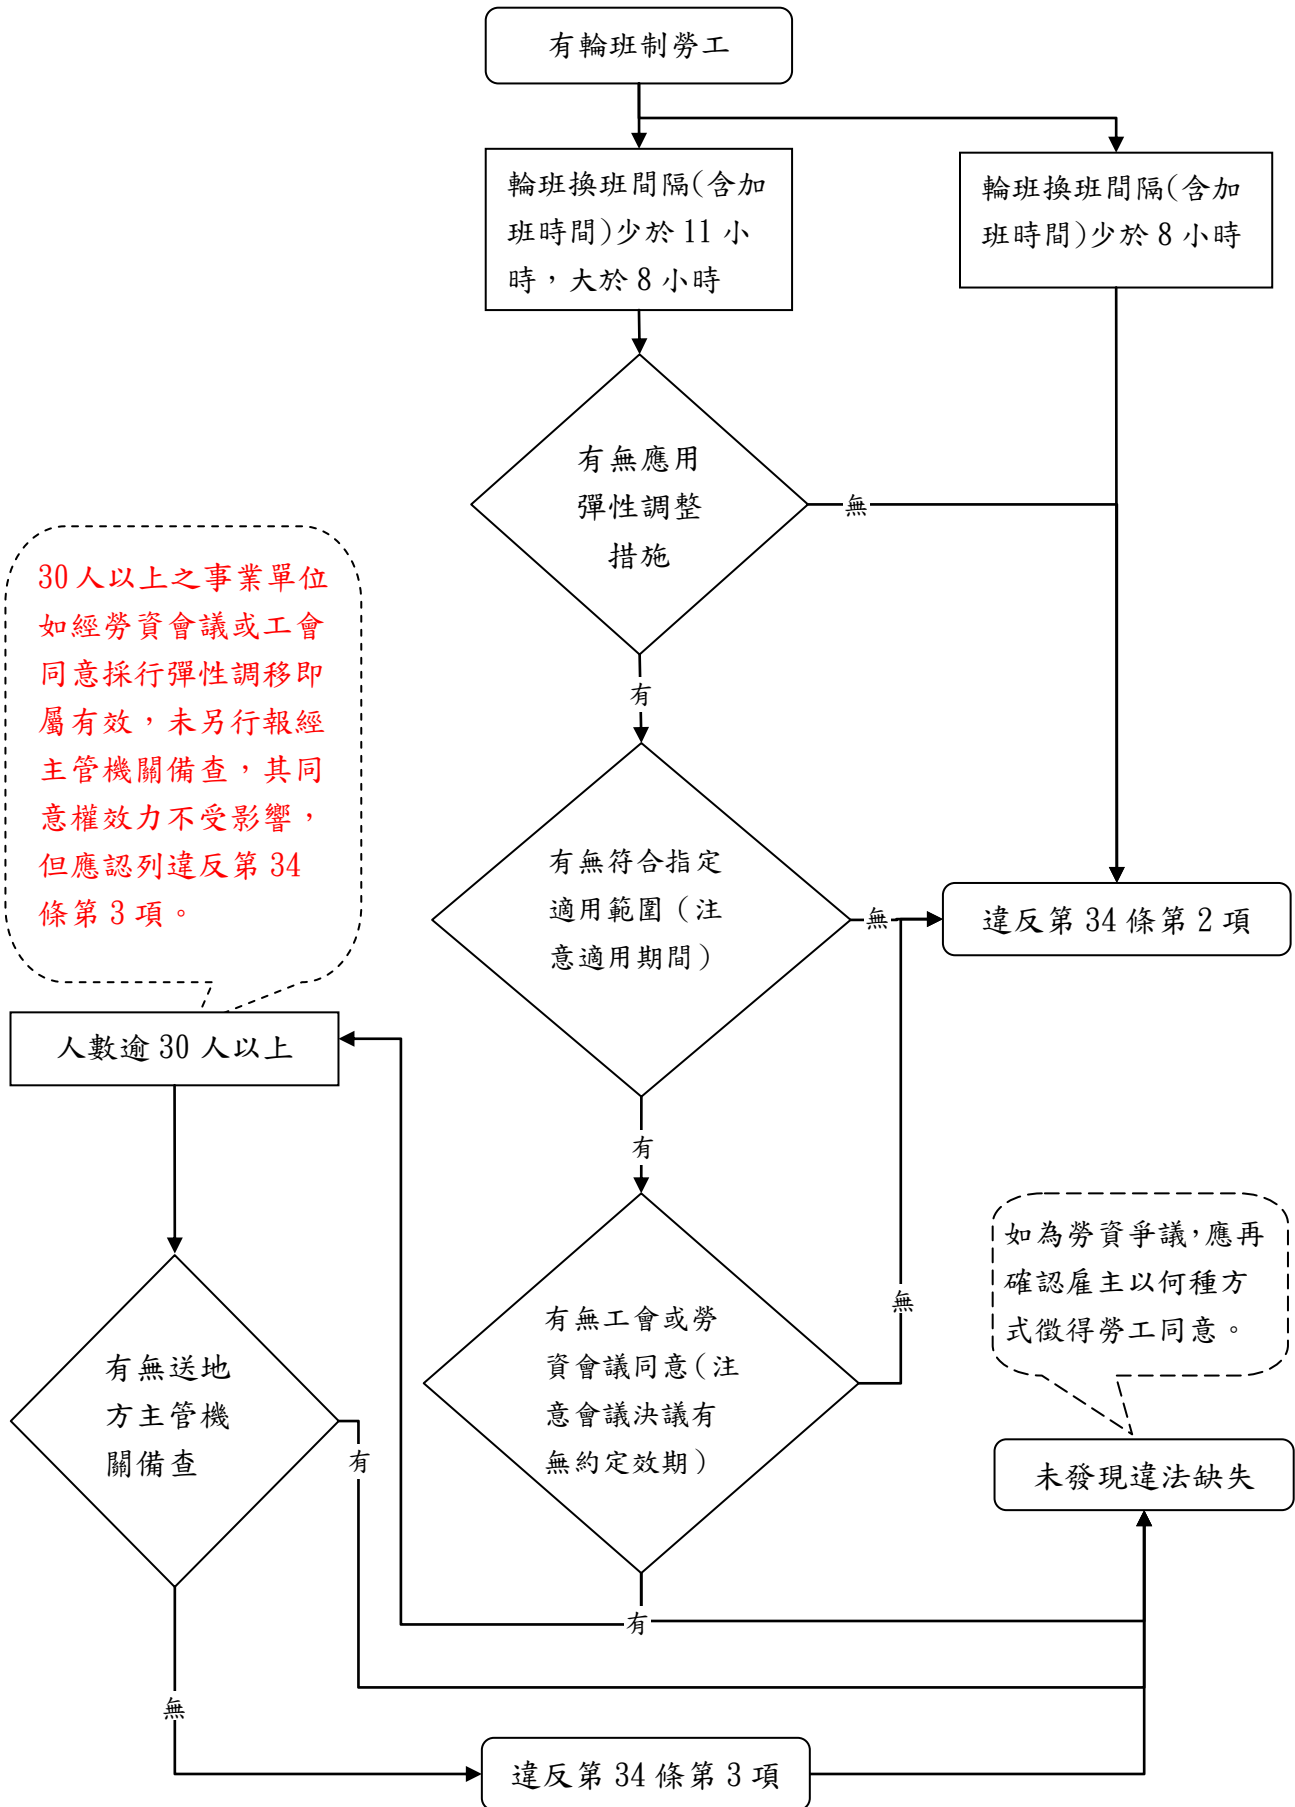 有輪班制勞工
輪班換班間隔(含加
班時間)少於 11 小
時，大於 8 小時
輪班換班間隔(含加
班時間)少於 8 小時
有無應用
彈性調整
措施
無
有
30 人以上之事業單位
如經勞資會議或工會
同意採行彈性調移即
屬有效，未另行報經
主管機關備查，其同
意權效力不受影響，
但應認列違反第 34
條第 3 項。
有無符合指定
適用範圍（注
意適用期間）
無
違反第 34 條第 2 項
人數逾 30 人以上
有
有無工會或勞
資會議同意（注
意會議決議有
無約定效期）
無
如為勞資爭議，應再
確認雇主以何種方
式徵得勞工同意。
有無送地
方主管機
關備查
有
未發現違法缺失
有
無
違反第 34 條第 3 項